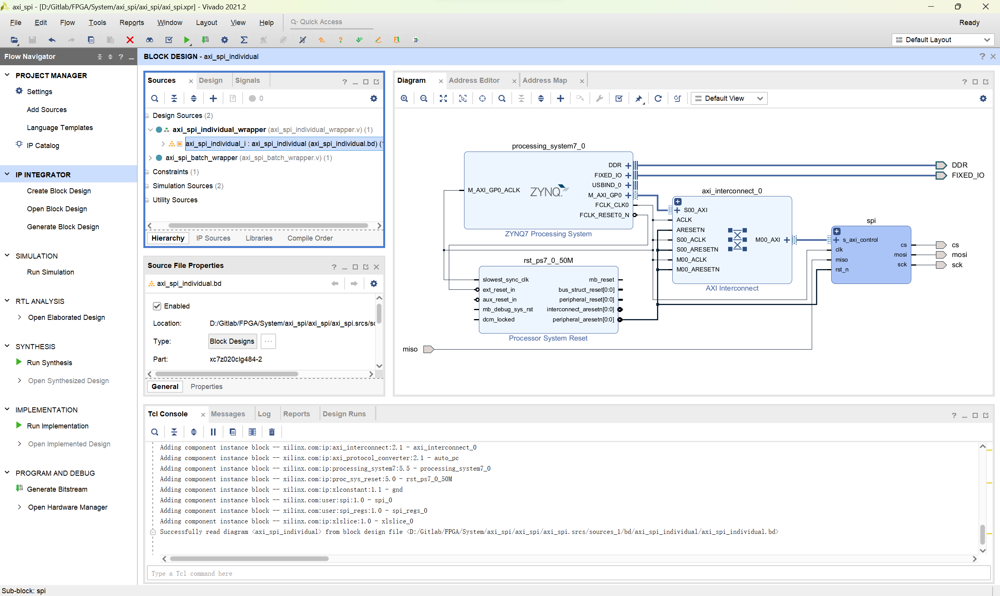 axi_spi - [D:/Gitlab/FPGA/System/axi_spi/axi_spi/axi_spi.xpr] - Vivado 2021.2
File Edit Flow Tools Reports Window Layout View Help Quick Access Ready
Default Layout
Flow Navigator
PROJECT MANAGER
Settings
Add Sources
Language Templates
IP Catalog
IP INTEGRATOR
Create Block Design
Open Block Design
Generate Block Design
SIMULATION
Run Simulation
RTL ANALYSIS
Open Elaborated Design
SYNTHESIS
Run Synthesis
Open Synthesized Design
IMPLEMENTATION
Run Implementation
Open Implemented Design
PROGRAM AND DEBUG
Generate Bitstream
Open Hardware Manager
BLOCK DESIGN - axi_spi_individual
Sources Design Signals
0
Design Sources (2)
axi_spi_individual_wrapper (axi_spi_individual_wrapper.v) (1)
axi_spi_individual_i : axi_spi_individual (axi_spi_individual.bd) (
axi_spi_batch_wrapper (axi_spi_batch_wrapper.v) (1)
Constraints (1)
Simulation Sources (2)
Utility Sources
Hierarchy IP Sources Libraries Compile Order
Source File Properties
axi_spi_individual.bd
Enabled
Location: D:/Gitlab/FPGA/System/axi_spi/axi_spi/axi_spi.srcs/s
Type: Block Designs ...
Part: xc7z020clg484-2
General Properties
Diagram Address Editor Address Map
Default View
processing_system7_0
DDR
FIXED_IO
USBIND_0
M_AXI_GP0_ACLK
ZYNQ
M_AXI_GP0
FCLK_CLK0
FCLK_RESET0_N
ZYNQ7 Processing System
rst_ps7_0_50M
slowest_sync_clk mb_reset
ext_reset_in bus_struct_reset[0:0]
aux_reset_in peripheral_reset[0:0]
mb_debug_sys_rst interconnect_aresetn[0:0]
dcm_locked peripheral_aresetn[0:0]
Processor System Reset
miso
axi_interconnect_0
S00_AXI
ACLK
ARESETN
S00_ACLK M00_AXI
S00_ARESETN
M00_ACLK
M00_ARESETN
AXI Interconnect
spi
s_axi_control
cs
clk
mosi
miso
sck
rst_n
DDR
FIXED_IO
cs
mosi
sck
Tcl Console Messages Log Reports Design Runs
Adding component instance block -- xilinx.com:ip:axi_interconnect:2.1 - axi_interconnect_0
Adding component instance block -- xilinx.com:ip:axi_protocol_converter:2.1 - auto_pc
Adding component instance block -- xilinx.com:ip:processing_system7:5.5 - processing_system7_0
Adding component instance block -- xilinx.com:ip:proc_sys_reset:5.0 - rst_ps7_0_50M
Adding component instance block -- xilinx.com:ip:xlconstant:1.1 - gnd
Adding component instance block -- xilinx.com:user:spi:1.0 - spi_0
Adding component instance block -- xilinx.com:user:spi_regs:1.0 - spi_regs_0
Adding component instance block -- xilinx.com:ip:xlslice:1.0 - xlslice_0
Successfully read diagram <axi_spi_individual> from block design file <D:/Gitlab/FPGA/System/axi_spi/axi_spi/axi_spi.srcs/sources_1/bd/axi_spi_individual/axi_spi_individual.bd>
Type a Tcl command here
Sub-block: spi